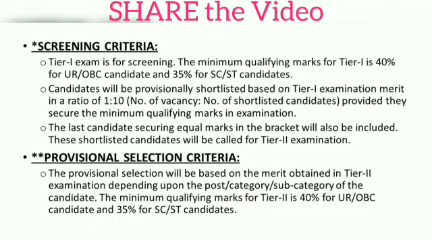 SHARE the Video
• *SCREENING CRITERIA:
o Tier-I exam is for screening. The minimum qualifying marks for Tier-I is 40%
for UR/OBC candidate and 35% for SC/ST candidates.
o Candidates will be provisionally shortlisted based on Tier-I examination merit
in a ratio of 1:10 (No. of vacancy: No. of shortlisted candidates) provided they
secure the minimum qualifying marks in examination.
o The last candidate securing equal marks in the bracket will also be included.
These shortlisted candidates will be called for Tier-II examination.
• **PROVISIONAL SELECTION CRITERIA:
o The provisional selection will be based on the merit obtained in Tier-II
examination depending upon the post/category/sub-category of the
candidate. The minimum qualifying marks for Tier-II is 40% for UR/OBC
candidate and 35% for SC/ST candidates.